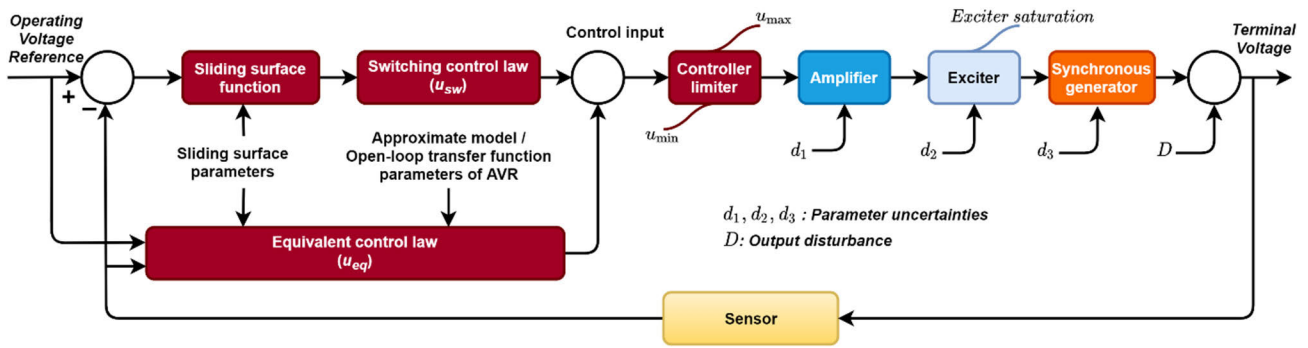 Operating
Voltage
Reference
+
−
Sliding surface
function
Switching control law
(u_sw)
Control input
u_max
Controller
limiter
u_min
Amplifier
d_1
Exciter saturation
Exciter
d_2
Synchronous
generator
d_3
Terminal
Voltage
D
Sliding surface
parameters
Approximate model /
Open-loop transfer function
parameters of AVR
Equivalent control law
(u_eq)
d_1, d_2, d_3 : Parameter uncertainties
D: Output disturbance
Sensor